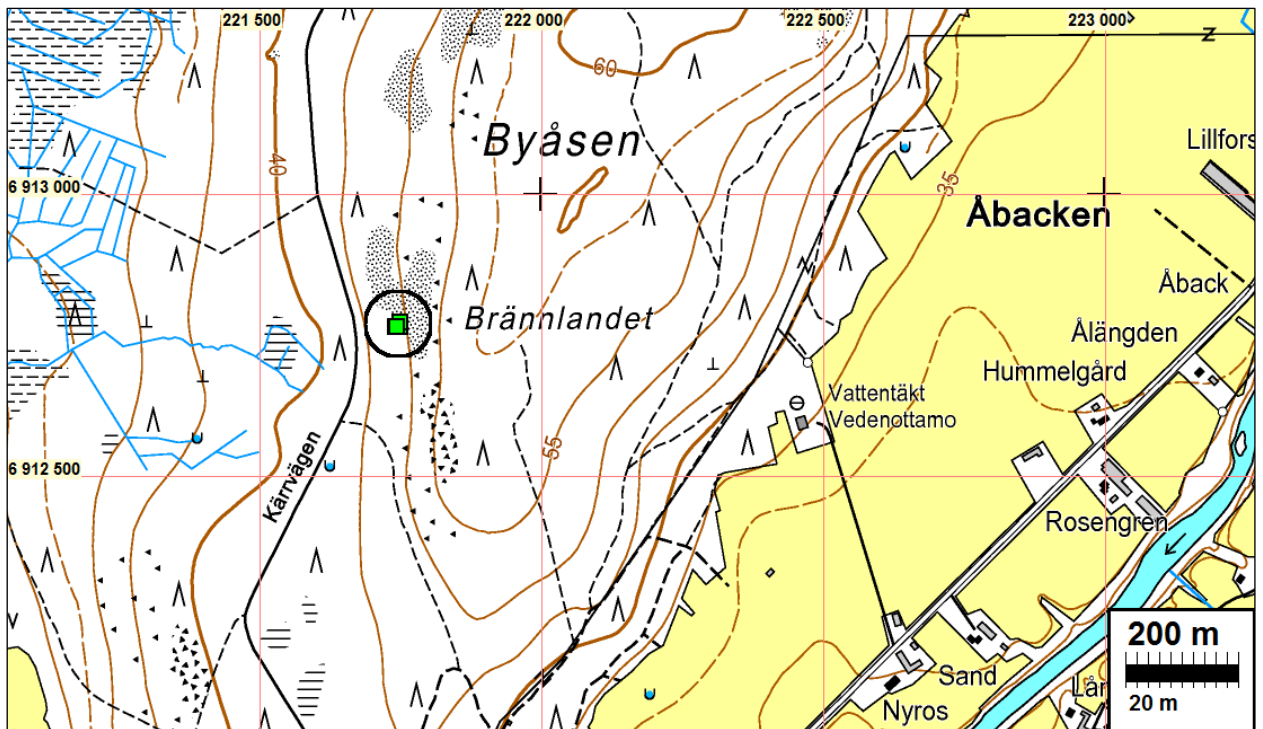 221 500
222 000
222 500
223 000
60
Byåsen
Lillfors
40
6 913 000
35
Åbacken
Åback
Brännlandet
Ålängden
Hummelgård
Vattentäkt
Vedenottamo
55
6 912 500
Kärrvägen
Rosengren
200 m
20 m
Sand
Nyros